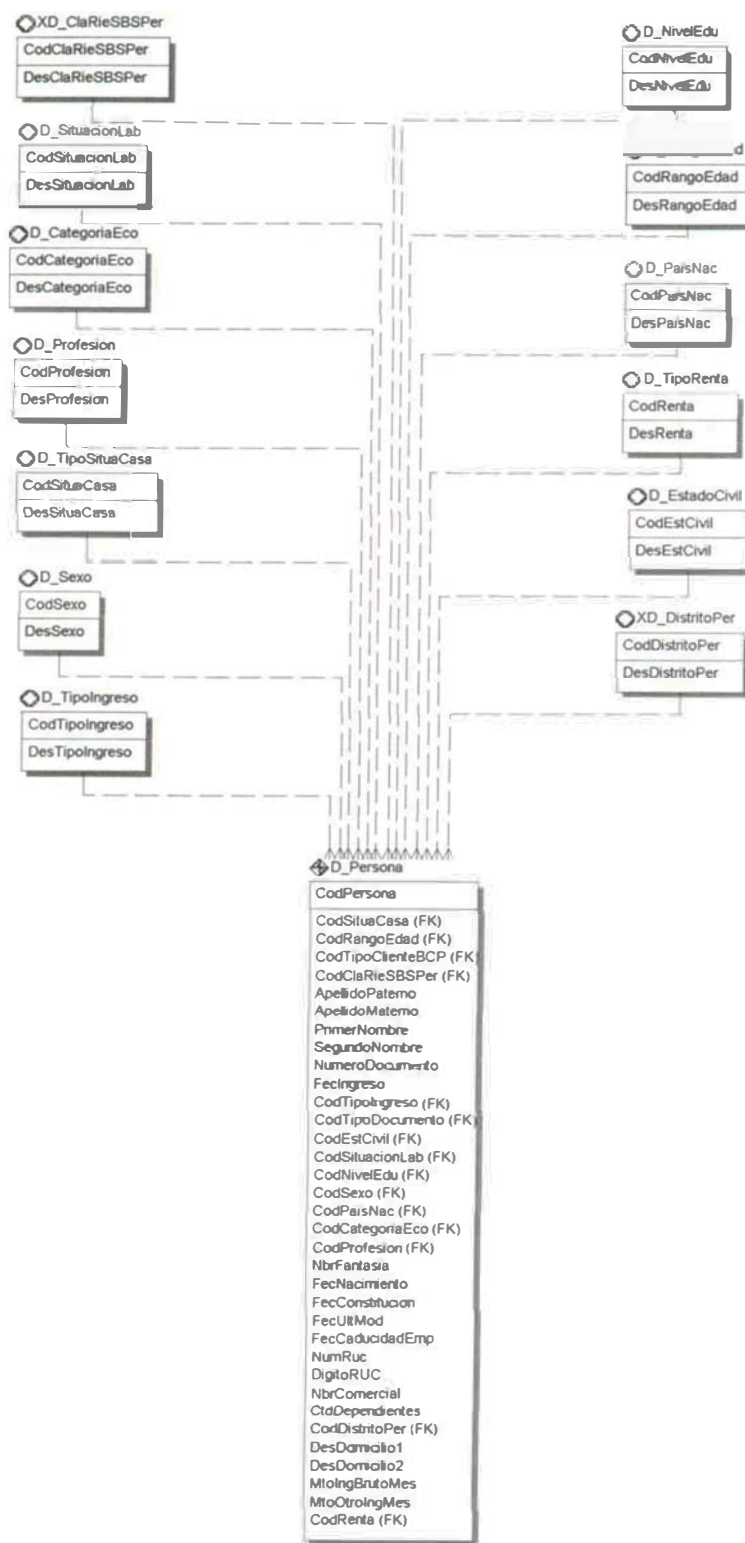 XD_ClaRieSBSPer
CodClaRieSBSPer
DesClaRieSBSPer
D_SituacionLab
CodSituacionLab
DesSituacionLab
D_CategoriaEco
CodCategoriaEco
DesCategoriaEco
D_Profesion
CodProfesion
DesProfesion
D_TipoSituaCasa
CodSituaCasa
DesSituaCasa
D_Sexo
CodSexo
DesSexo
D_TipoIngreso
CodTipoIngreso
DesTipoIngreso
D_NivelEdu
CodNivelEdu
DesNivelEdu
d
CodRangoEdad
DesRangoEdad
D_PaisNac
CodPaisNac
DesPaisNac
D_TipoRenta
CodRenta
DesRenta
D_EstadoCivil
CodEstCivil
DesEstCivil
XD_DistritoPer
CodDistritoPer
DesDistritoPer
D_Persona
CodPersona
CodSituaCasa (FK)
CodRangoEdad (FK)
CodTipoClienteBCP (FK)
CodClaRieSBSPer (FK)
ApellidoPaterno
ApellidoMaterno
PrimerNombre
SegundoNombre
NumeroDocumento
FecIngreso
CodTipoIngreso (FK)
CodTipoDocumento (FK)
CodEstCivil (FK)
CodSituacionLab (FK)
CodNivelEdu (FK)
CodSexo (FK)
CodPaisNac (FK)
CodCategoriaEco (FK)
CodProfesion (FK)
NbrFantasia
FecNacimiento
FecConstitucion
FecUltMod
FecCaducidadEmp
NumRuc
DigitoRUC
NbrComercial
CtdDependientes
CodDistritoPer (FK)
DesDomicilio1
DesDomicilio2
MtoIngBrutoMes
MtoOtroIngMes
CodRenta (FK)